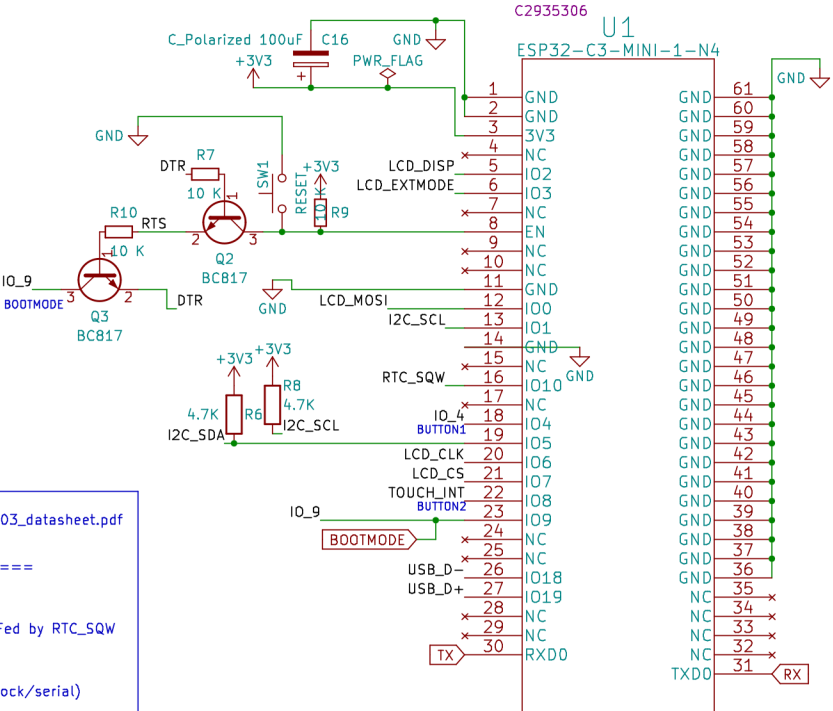 C2935306
U1
ESP32-C3-MINI-1-N4
C_Polarized 100uF C16
GND
+3V3
PWR_FLAG
+
GND
GND
DTR
R7
10 K
1
2
3
Q2
BC817
SW1
RESET
+3V3
10 K
R9
R10
RTS
10 K
1
IO_9
BOOTMODE
3
2
DTR
Q3
BC817
GND
LCD_DISP
LCD_EXTMODE
LCD_MOSI
I2C_SCL
GND
RTC_SQW
+3V3
+3V3
R8
4.7K
4.7K
R6
I2C_SCL
I2C_SDA
IO_4
BUTTON1
LCD_CLK
LCD_CS
TOUCH_INT
BUTTON2
IO_9
BOOTMODE
USB_D-
USB_D+
TX
RX
1 GND
2 GND
3 3V3
4 NC
5 IO2
6 IO3
7 NC
8 EN
9 NC
10 NC
11 GND
12 IO0
13 IO1
14 GND
15 NC
16 IO10
17 NC
18 IO4
19 IO5
20 IO6
21 IO7
22 IO8
23 IO9
24 NC
25 NC
26 IO18
27 IO19
28 NC
29 NC
30 RXD0
GND 61
GND 60
GND 59
GND 58
GND 57
GND 56
GND 55
GND 54
GND 53
GND 52
GND 51
GND 50
GND 49
GND 48
GND 47
GND 46
GND 45
GND 44
GND 43
GND 42
GND 41
GND 40
GND 39
GND 38
GND 37
GND 36
NC 35
NC 34
NC 33
NC 32
TXD0 31
03_datasheet.pdf
===
by RTC_SQW
ock/serial)